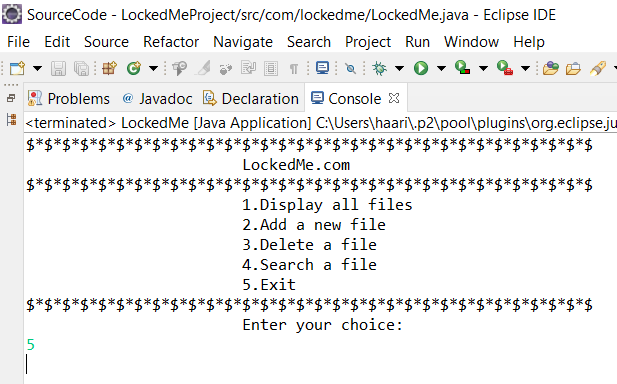 SourceCode - LockedMeProject/src/com/lockedme/LockedMe.java - Eclipse IDE
File Edit Source Refactor Navigate Search Project Run Window Help
Problems @ Javadoc Declaration Console
<terminated> LockedMe [Java Application] C:\Users\haari\.p2\pool\plugins\org.eclipse.ju
$*$*$*$*$*$*$*$*$*$*$*$*$*$*$*$*$*$*$*$*$*$*$*$*$*$*$*$*$*$*$*$
LockedMe.com
$*$*$*$*$*$*$*$*$*$*$*$*$*$*$*$*$*$*$*$*$*$*$*$*$*$*$*$*$*$*$*$
1.Display all files
2.Add a new file
3.Delete a file
4.Search a file
5.Exit
$*$*$*$*$*$*$*$*$*$*$*$*$*$*$*$*$*$*$*$*$*$*$*$*$*$*$*$*$*$*$*$
Enter your choice:
5